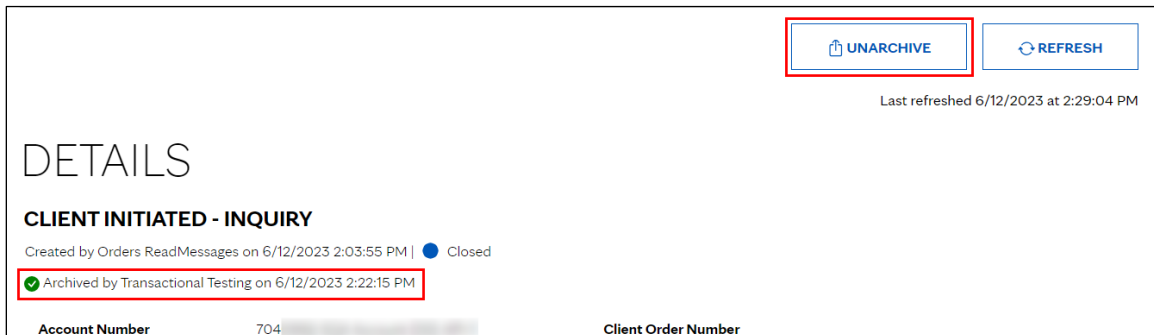 UNARCHIVE
REFRESH
Last refreshed 6/12/2023 at 2:29:04 PM
DETAILS
CLIENT INITIATED - INQUIRY
Created by Orders ReadMessages on 6/12/2023 2:03:55 PM | Closed
Archived by Transactional Testing on 6/12/2023 2:22:15 PM
Account Number 704 Client Order Number